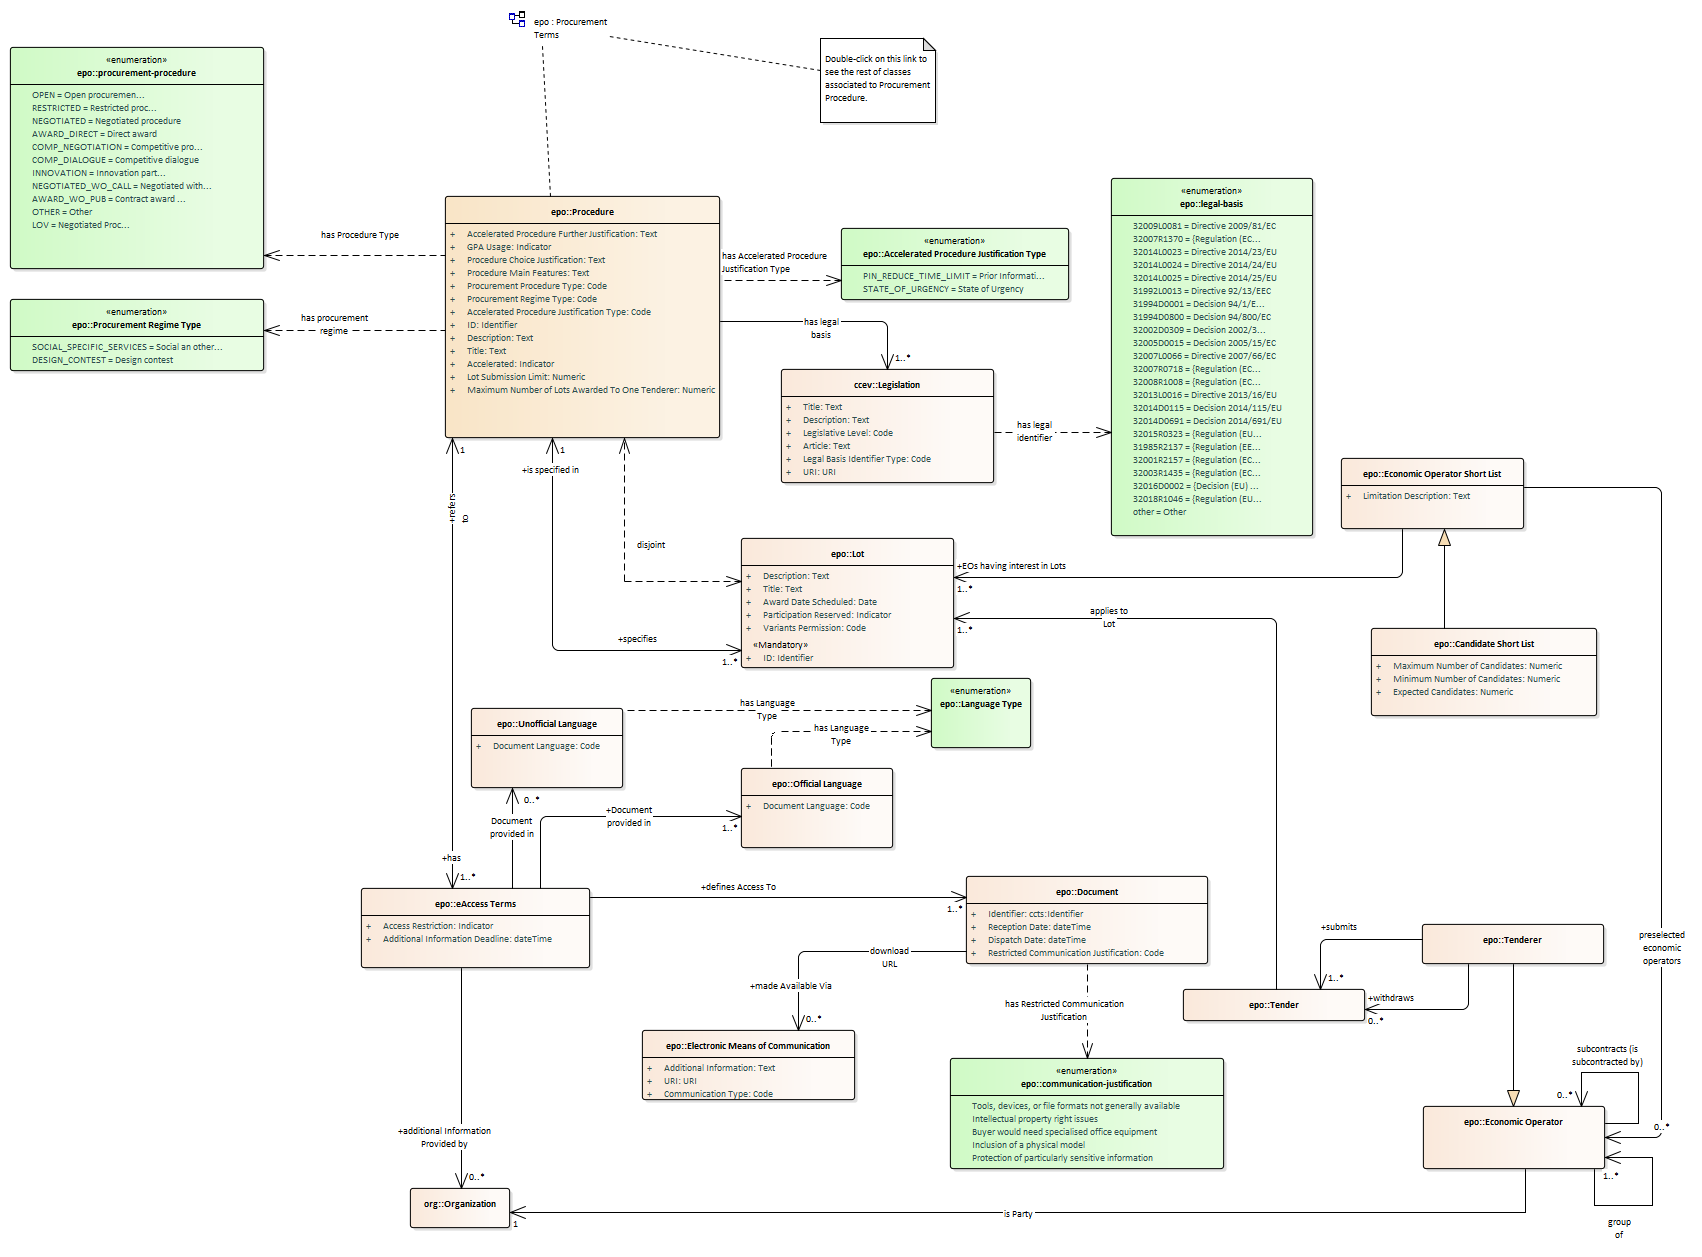 epo : Procurement
Terms
Double-click on this link to
see the rest of classes
associated to Procurement
Procedure.
«enumeration»
epo::procurement-procedure
OPEN = Open procuremen...
RESTRICTED = Restricted proc...
NEGOTIATED = Negotiated procedure
AWARD_DIRECT = Direct award
COMP_NEGOTIATION = Competitive pro...
COMP_DIALOGUE = Competitive dialogue
INNOVATION = Innovation part...
NEGOTIATED_WO_CALL = Negotiated with...
AWARD_WO_PUB = Contract award ...
OTHER = Other
LOV = Negotiated Proc...
has Procedure Type
«enumeration»
epo::Procurement Regime Type
SOCIAL_SPECIFIC_SERVICES = Social an other...
DESIGN_CONTEST = Design contest
has procurement
regime
epo::Procedure
+ Accelerated Procedure Further Justification: Text
+ GPA Usage: Indicator
+ Procedure Choice Justification: Text
+ Procedure Main Features: Text
+ Procurement Procedure Type: Code
+ Procurement Regime Type: Code
+ Accelerated Procedure Justification Type: Code
+ ID: Identifier
+ Description: Text
+ Title: Text
+ Accelerated: Indicator
+ Lot Submission Limit: Numeric
+ Maximum Number of Lots Awarded To One Tenderer: Numeric
has Accelerated Procedure
Justification Type
«enumeration»
epo::Accelerated Procedure Justification Type
PIN_REDUCE_TIME_LIMIT = Prior Informati...
STATE_OF_URGENCY = State of Urgency
has legal
basis
1..*
ccev::Legislation
+ Title: Text
+ Description: Text
+ Legislative Level: Code
+ Article: Text
+ Legal Basis Identifier Type: Code
+ URI: URI
has legal
identifier
«enumeration»
epo::legal-basis
32009L0081 = Directive 2009/81/EC
32007R1370 = {Regulation (EC...
32014L0023 = Directive 2014/23/EU
32014L0024 = Directive 2014/24/EU
32014L0025 = Directive 2014/25/EU
31992L0013 = Directive 92/13/EEC
31994D0001 = Decision 94/1/E...
31994D0800 = Decision 94/800/EC
32002D0309 = Decision 2002/3...
32005D0015 = Decision 2005/15/EC
32007L0066 = Directive 2007/66/EC
32007R0718 = {Regulation (EC...
32008R1008 = {Regulation (EC...
32013L0016 = Directive 2013/16/EU
32014D0115 = Decision 2014/115/EU
32014D0691 = Decision 2014/691/EU
32015R0323 = {Regulation (EU...
31985R2137 = {Regulation (EE...
32001R2157 = {Regulation (EC...
32003R1435 = {Regulation (EC...
32016D0002 = {Decision (EU) ...
32018R1046 = {Regulation (EU...
other = Other
1
+refers
to
1
+is specified in
disjoint
+specifies
1..*
epo::Lot
+ Description: Text
+ Title: Text
+ Award Date Scheduled: Date
+ Participation Reserved: Indicator
+ Variants Permission: Code
«Mandatory»
+ ID: Identifier
epo::Economic Operator Short List
+ Limitation Description: Text
+EOs having interest in Lots
1..*
applies to
Lot
1..*
epo::Candidate Short List
+ Maximum Number of Candidates: Numeric
+ Minimum Number of Candidates: Numeric
+ Expected Candidates: Numeric
«enumeration»
epo::Language Type
has Language
Type
has Language
Type
epo::Unofficial Language
+ Document Language: Code
epo::Official Language
+ Document Language: Code
0..*
Document
provided in
+Document
provided in
1..*
+has
1..*
epo::eAccess Terms
+ Access Restriction: Indicator
+ Additional Information Deadline: dateTime
+defines Access To
1..*
epo::Document
+ Identifier: ccts:Identifier
+ Reception Date: dateTime
+ Dispatch Date: dateTime
+ Restricted Communication Justification: Code
download
URL
+made Available Via
0..*
epo::Electronic Means of Communication
+ Additional Information: Text
+ URI: URI
+ Communication Type: Code
has Restricted Communication
Justification
«enumeration»
epo::communication-justification
Tools, devices, or file formats not generally available
Intellectual property right issues
Buyer would need specialised office equipment
Inclusion of a physical model
Protection of particularly sensitive information
epo::Tenderer
+submits
1..*
epo::Tender
+withdraws
0..*
preselected
economic
operators
0..*
subcontracts (is
subcontracted by)
0..*
epo::Economic Operator
1..*
group
of
+additional Information
Provided by
0..*
org::Organization
1
is Party